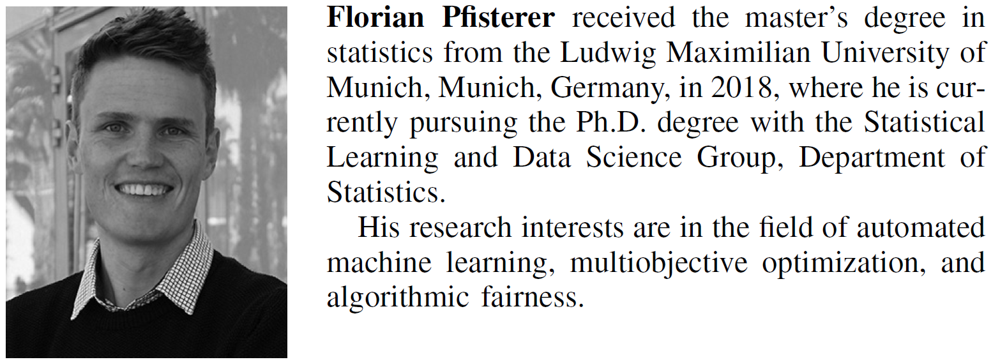 Florian Pfisterer received the master's degree in
statistics from the Ludwig Maximilian University of
Munich, Munich, Germany, in 2018, where he is cur-
rently pursuing the Ph.D. degree with the Statistical
Learning and Data Science Group, Department of
Statistics.
His research interests are in the field of automated
machine learning, multiobjective optimization, and
algorithmic fairness.